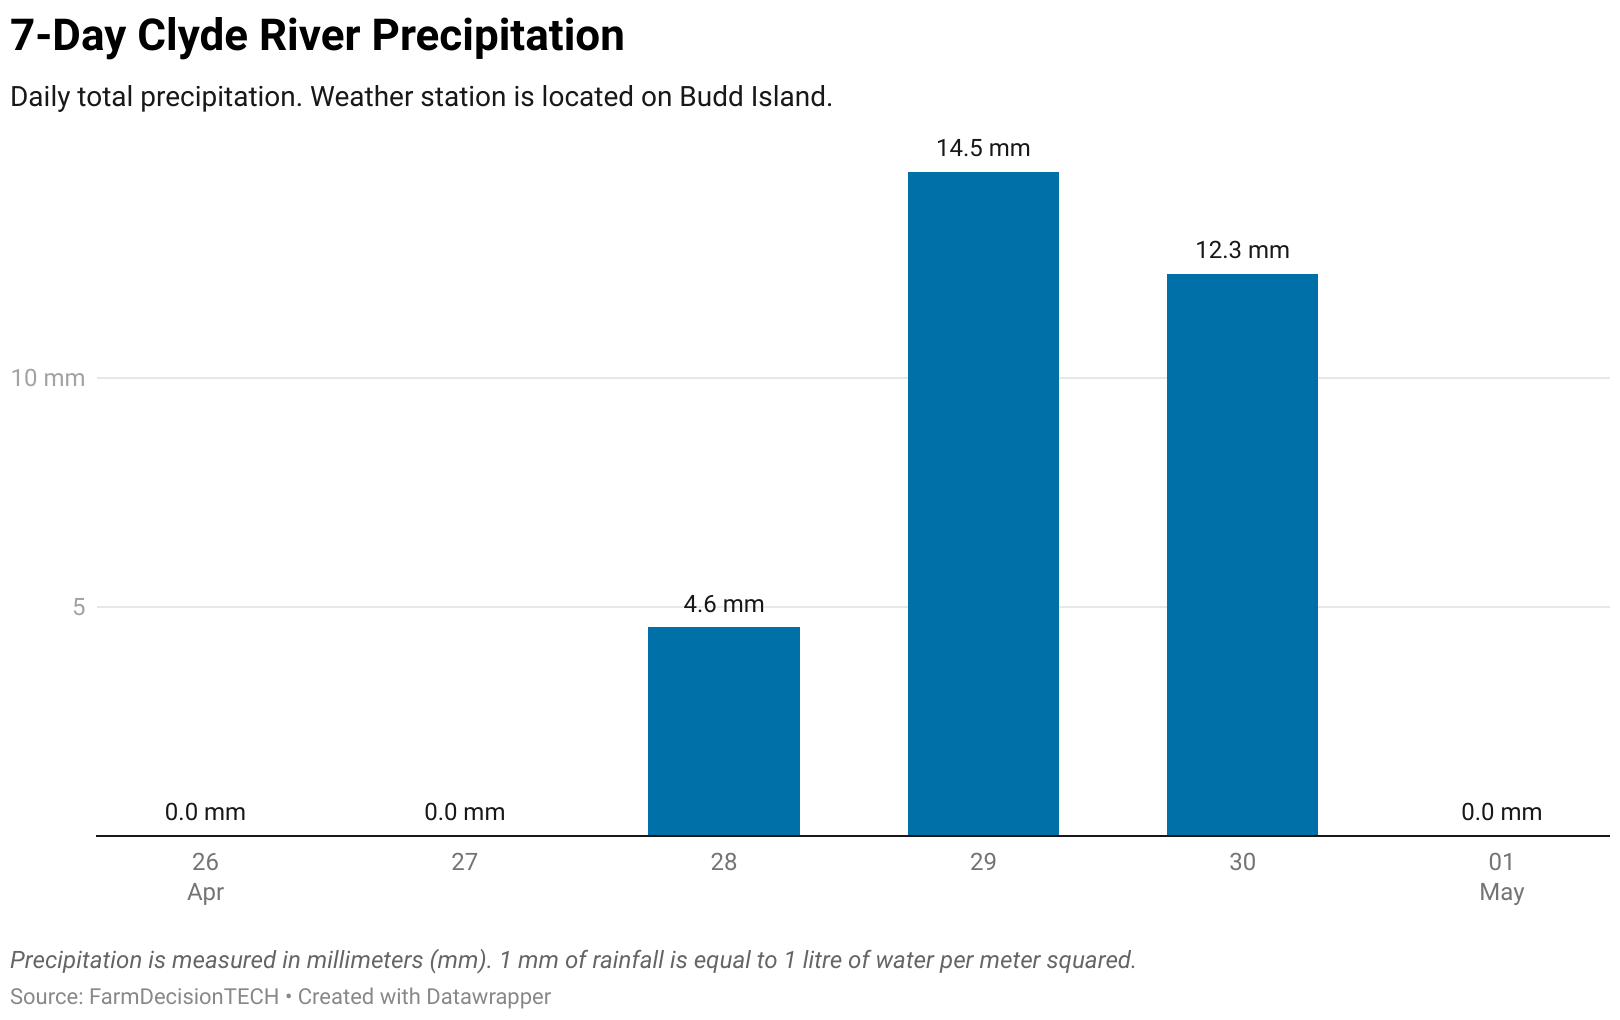 7-Day Clyde River Precipitation
Daily total precipitation. Weather station is located on Budd Island.
14.5 mm
12.3 mm
10 mm
5
4.6 mm
0.0 mm 0.0 mm 0.0 mm
26 27 28 29 30 01
Apr May
Precipitation is measured in millimeters (mm). 1 mm of rainfall is equal to 1 litre of water per meter squared.
Source: FarmDecisionTECH • Created with Datawrapper